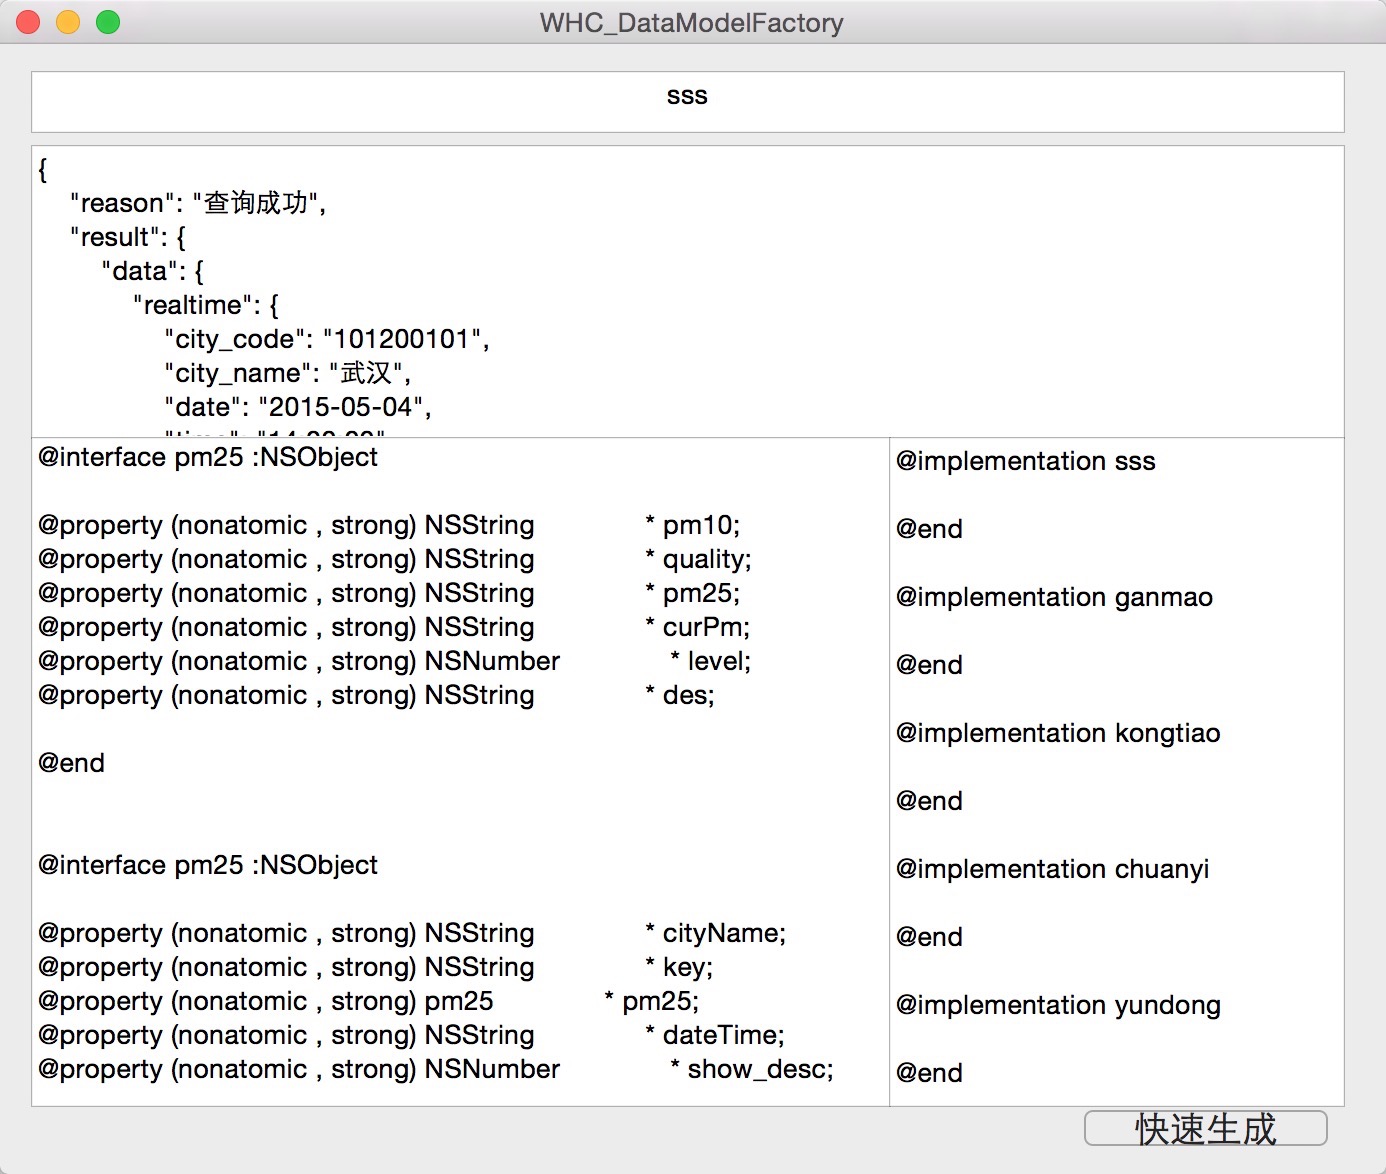 WHC_DataModelFactory
sss
{
"reason": "查询成功",
"result": {
"data": {
"realtime": {
"city_code": "101200101",
"city_name": "武汉",
"date": "2015-05-04",
@interface pm25 :NSObject
@property (nonatomic , strong) NSString * pm10;
@property (nonatomic , strong) NSString * quality;
@property (nonatomic , strong) NSString * pm25;
@property (nonatomic , strong) NSString * curPm;
@property (nonatomic , strong) NSNumber * level;
@property (nonatomic , strong) NSString * des;
@end
@interface pm25 :NSObject
@property (nonatomic , strong) NSString * cityName;
@property (nonatomic , strong) NSString * key;
@property (nonatomic , strong) pm25 * pm25;
@property (nonatomic , strong) NSString * dateTime;
@property (nonatomic , strong) NSNumber * show_desc;
@implementation sss
@end
@implementation ganmao
@end
@implementation kongtiao
@end
@implementation chuanyi
@end
@implementation yundong
@end
快速生成